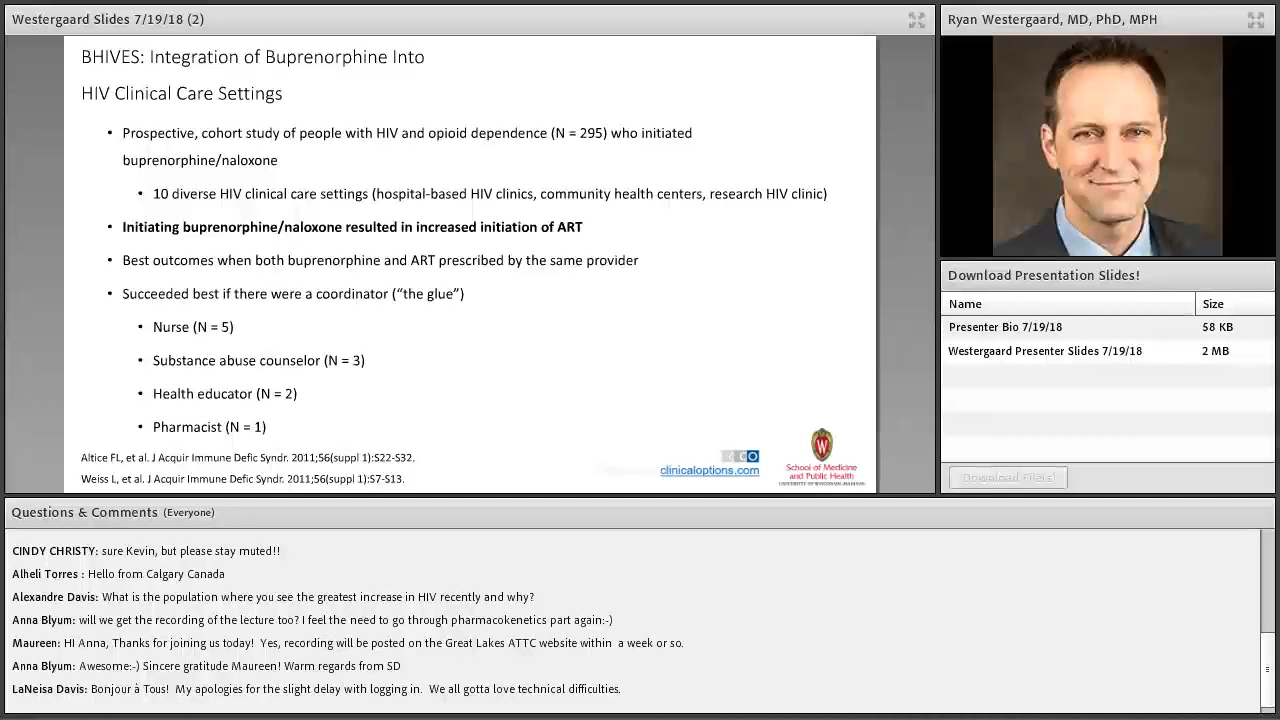 Westergaard Slides 7/19/18 (2)
BHIVES: Integration of Buprenorphine Into
HIV Clinical Care Settings
• Prospective, cohort study of people with HIV and opioid dependence (N = 295) who initiated
buprenorphine/naloxone
• 10 diverse HIV clinical care settings (hospital-based HIV clinics, community health centers, research HIV clinic)
• Initiating buprenorphine/naloxone resulted in increased initiation of ART
• Best outcomes when both buprenorphine and ART prescribed by the same provider
• Succeeded best if there were a coordinator (“the glue”)
• Nurse (N = 5)
• Substance abuse counselor (N = 3)
• Health educator (N = 2)
• Pharmacist (N = 1)
Altice FL, et al. J Acquir Immune Defic Syndr. 2011;56(suppl 1):S22-S32.
Weiss L, et al. J Acquir Immune Defic Syndr. 2011;56(suppl 1):S7-S13.
CCO
clinicaloptions.com
W
School of Medicine
and Public Health
UNIVERSITY OF WISCONSIN-MADISON
Ryan Westergaard, MD, PhD, MPH
Download Presentation Slides!
Name Size
Presenter Bio 7/19/18 58 KB
Westergaard Presenter Slides 7/19/18 2 MB
Download File(s)
Questions & Comments (Everyone)
CINDY CHRISTY: sure Kevin, but please stay muted!!
Alheli Torres : Hello from Calgary Canada
Alexandre Davis: What is the population where you see the greatest increase in HIV recently and why?
Anna Blyum: will we get the recording of the lecture too? I feel the need to go through pharmacokenetics part again:-)
Maureen: HI Anna, Thanks for joining us today! Yes, recording will be posted on the Great Lakes ATTC website within a week or so.
Anna Blyum: Awesome:-) Sincere gratitude Maureen! Warm regards from SD
LaNeisa Davis: Bonjour à Tous! My apologies for the slight delay with logging in. We all gotta love technical difficulties.